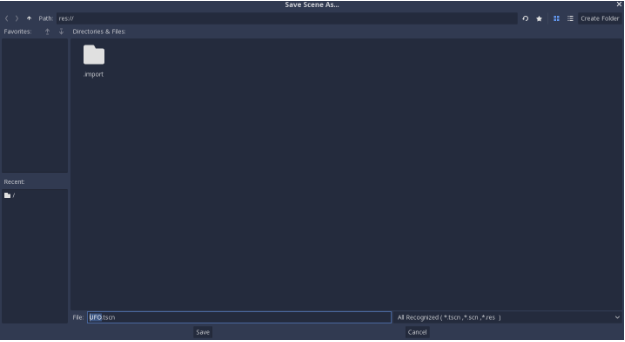 Save Scene As...
Path: res://
Create Folder
Favorites:
Directories & Files:
.import
Recent:
/
File: UFO.tscn
All Recognized ( *.tscn ,*.scn ,*.res )
Save
Cancel